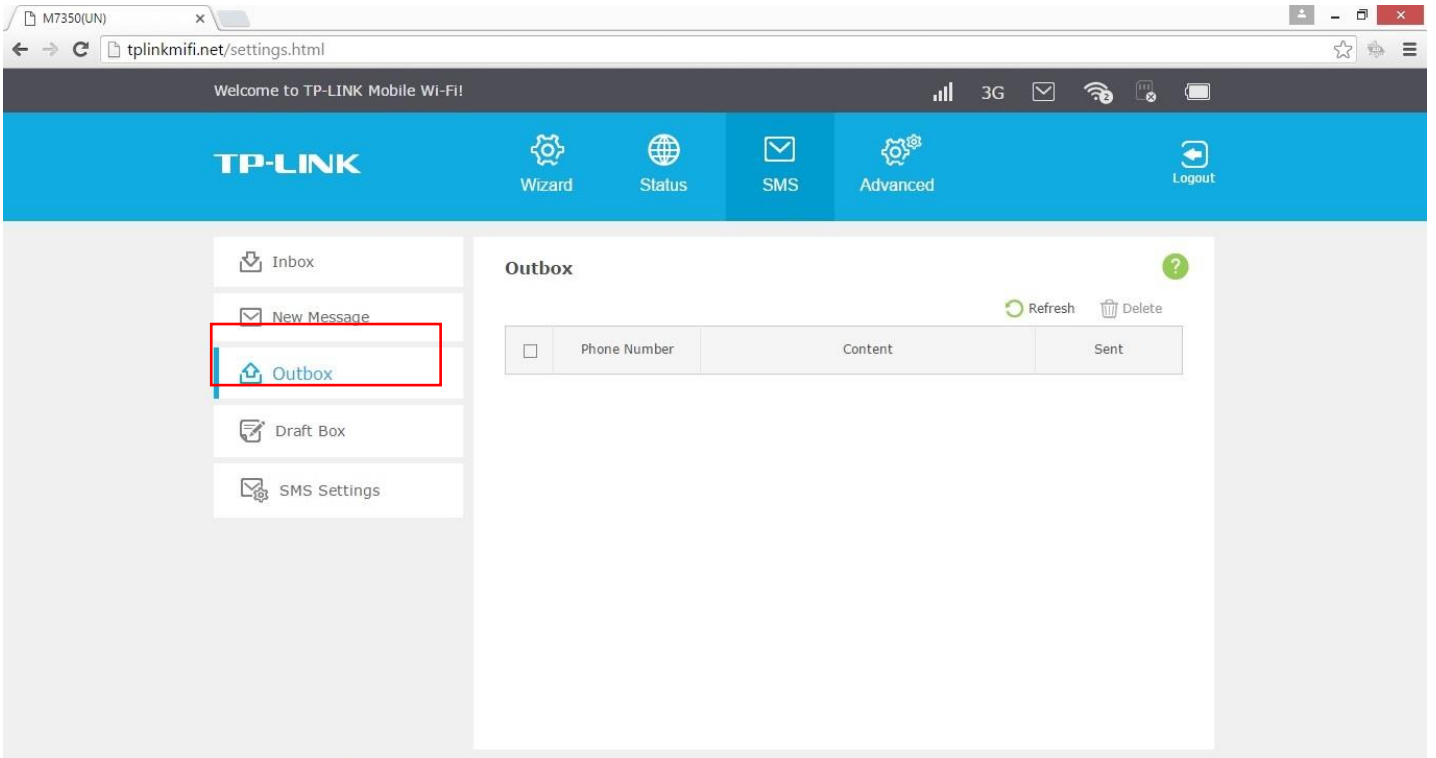 M7350(UN)
tplinkmifi.net/settings.html
Welcome to TP-LINK Mobile Wi-Fi!
3G
2
TP-LINK
Wizard
Status
SMS
Advanced
Logout
Inbox
New Message
Outbox
Draft Box
SMS Settings
Outbox
?
Refresh
Delete
Phone Number
Content
Sent